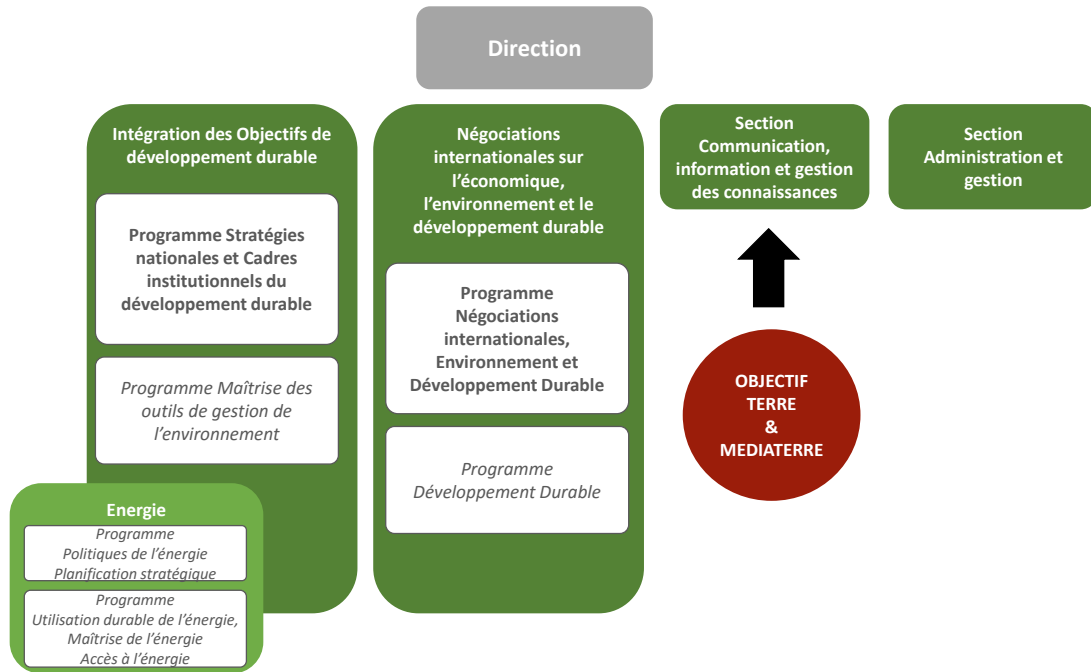 Direction
Intégration des Objectifs de
développement durable
Programme Stratégies
nationales et Cadres
institutionnels du
développement durable
Programme Maîtrise des
outils de gestion de
l'environnement
Energie
Programme
Politiques de l'énergie
Planification stratégique
Programme
Utilisation durable de l'énergie,
Maîtrise de l'énergie
Accès à l'énergie
Négociations
internationales sur
l'économique,
l'environnement et le
développement durable
Programme
Négociations
internationales,
Environnement et
Développement Durable
Programme
Développement Durable
Section
Communication,
information et gestion
des connaissances
OBJECTIF
TERRE
&
MEDIATERRE
Section
Administration et
gestion